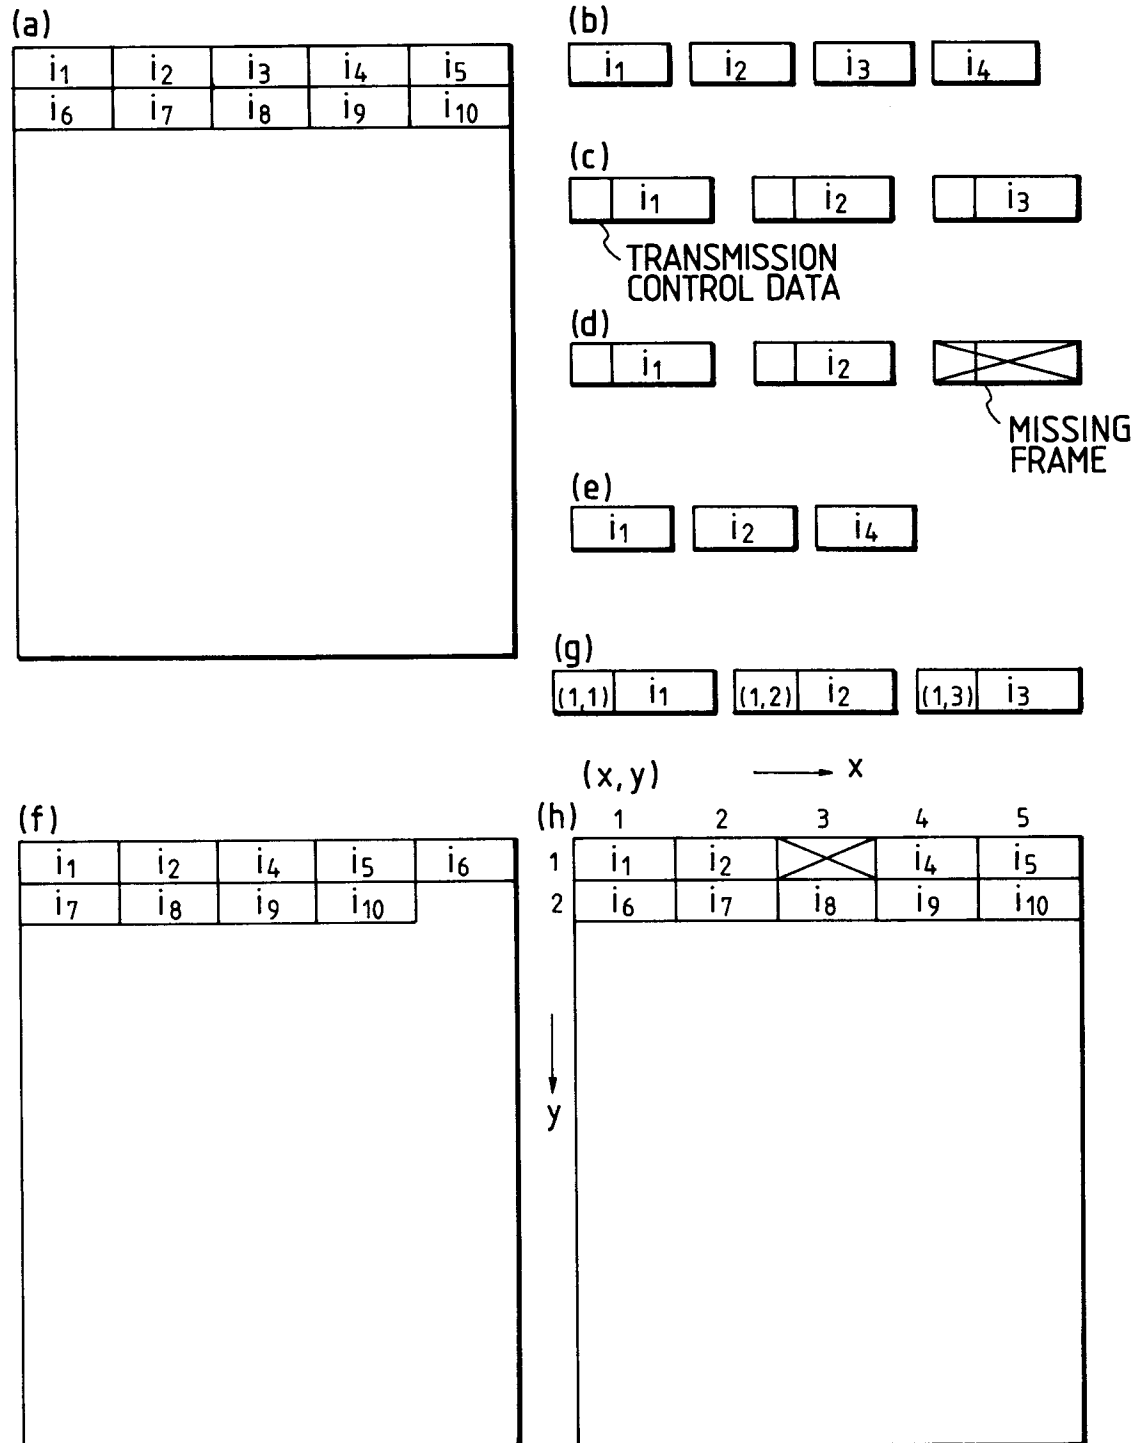 (a)
i1 i2 i3 i4 i5
i6 i7 i8 i9 i10
(b)
i1 i2 i3 i4
(c)
i1 i2 i3
TRANSMISSION
CONTROL DATA
(d)
i1 i2
MISSING
FRAME
(e)
i1 i2 i4
(g)
(1,1) i1 (1,2) i2 (1,3) i3
(f)
i1 i2 i4 i5 i6
i7 i8 i9 i10
(x,y) x
(h) 1 2 3 4 5
1 i1 i2 i4 i5
2 i6 i7 i8 i9 i10
y